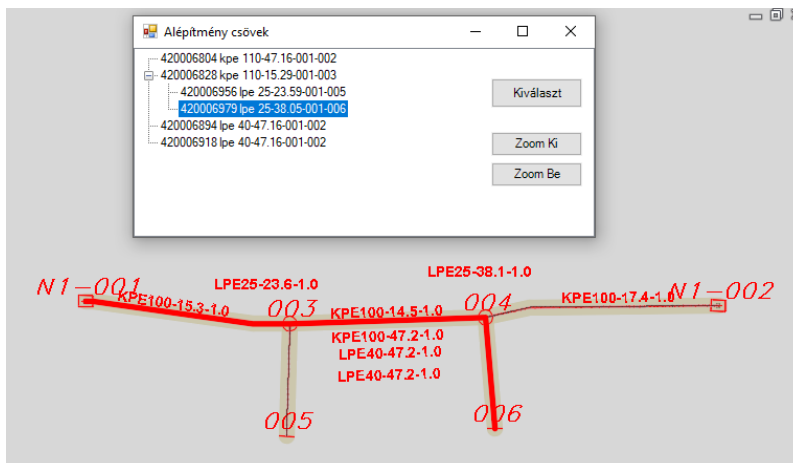 Alépítmény csövek
420006804 kpe 110-47.16-001-002
420006828 kpe 110-15.29-001-003
420006956 lpe 25-23.59-001-005
420006979 lpe 25-38.05-001-006
420006894 lpe 40-47.16-001-002
420006918 lpe 40-47.16-001-002
Kiválaszt
Zoom Ki
Zoom Be
N1-001
KPE100-15.3-1.0
LPE25-23.6-1.0
003
KPE100-14.5-1.0
LPE25-38.1-1.0
004
KPE100-17.4-1.0
N1-002
KPE100-47.2-1.0
LPE40-47.2-1.0
LPE40-47.2-1.0
005
006